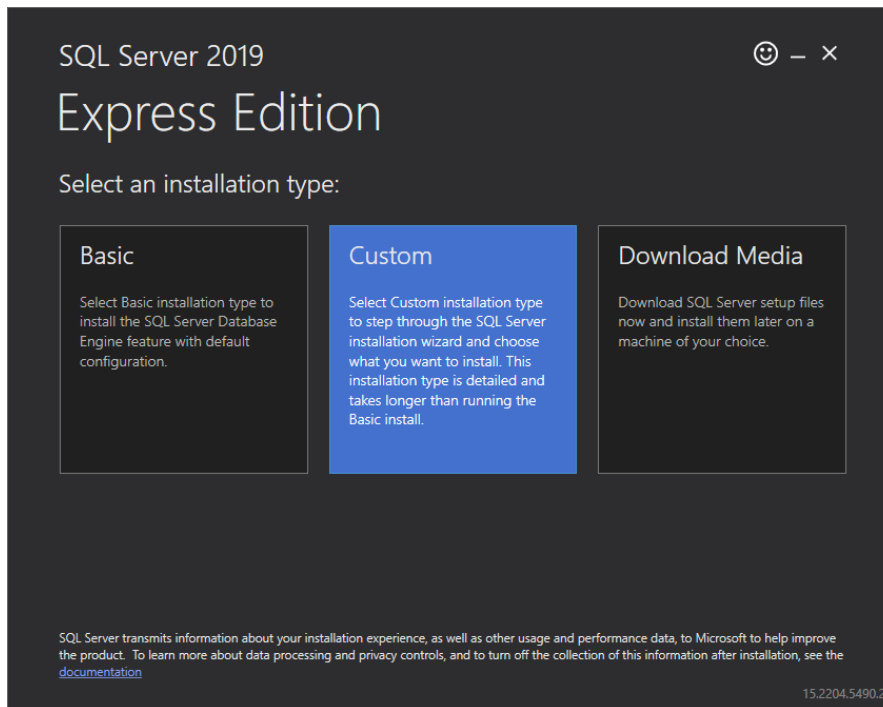 SQL Server 2019
Express Edition
Select an installation type:
Basic
Select Basic installation type to
install the SQL Server Database
Engine feature with default
configuration.
Custom
Select Custom installation type
to step through the SQL Server
installation wizard and choose
what you want to install. This
installation type is detailed and
takes longer than running the
Basic install.
Download Media
Download SQL Server setup files
now and install them later on a
machine of your choice.
SQL Server transmits information about your installation experience, as well as other usage and performance data, to Microsoft to help improve
the product. To learn more about data processing and privacy controls, and to turn off the collection of this information after installation, see the
documentation
15.2204.5490.2